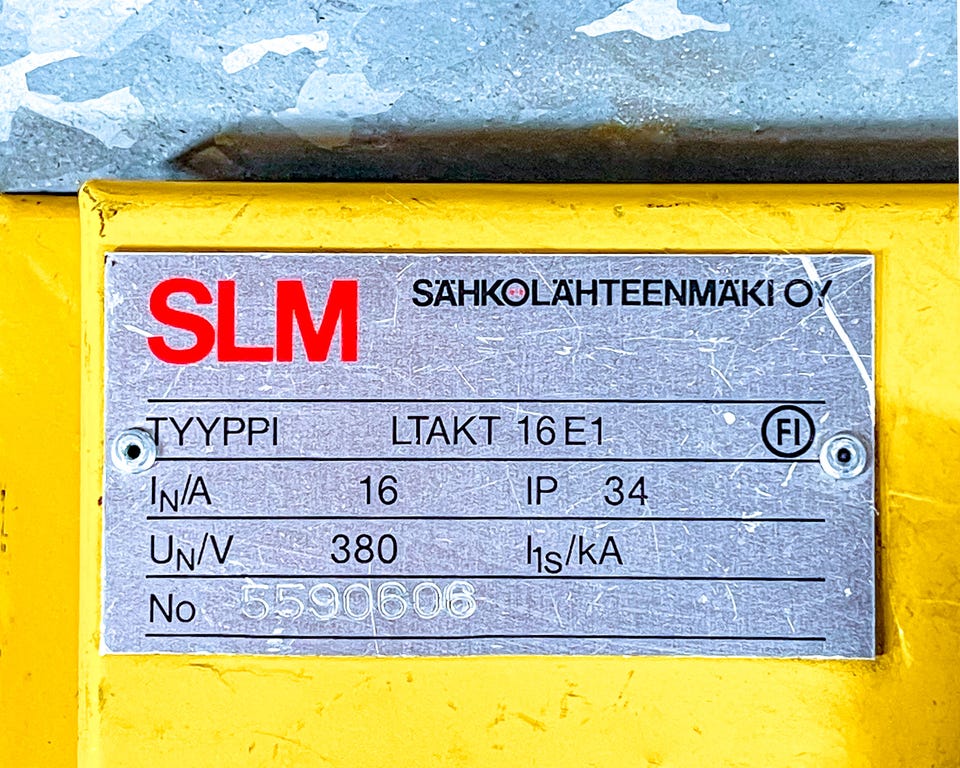 SLM SÄHKOLÄHTEENMÄKI OY
TYYPPI LTAKT 16 E1 FI
IN/A 16 IP 34
UN/V 380 I1S/kA
No 5590606